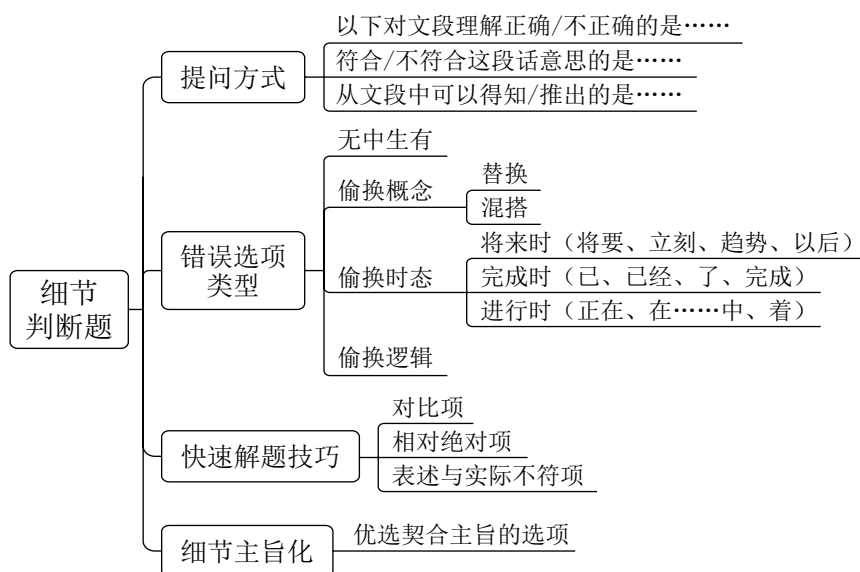 细节
判断题
提问方式
以下对文段理解正确/不正确的是……
符合/不符合这段话意思的是……
从文段中可以得知/推出的是……
错误选项
类型
无中生有
偷换概念
替换
混搭
偷换时态
将来时（将要、立刻、趋势、以后）
完成时（已、已经、了、完成）
进行时（正在、在……中、着）
偷换逻辑
快速解题技巧
对比项
相对绝对项
表述与实际不符项
细节主旨化
优选契合主旨的选项